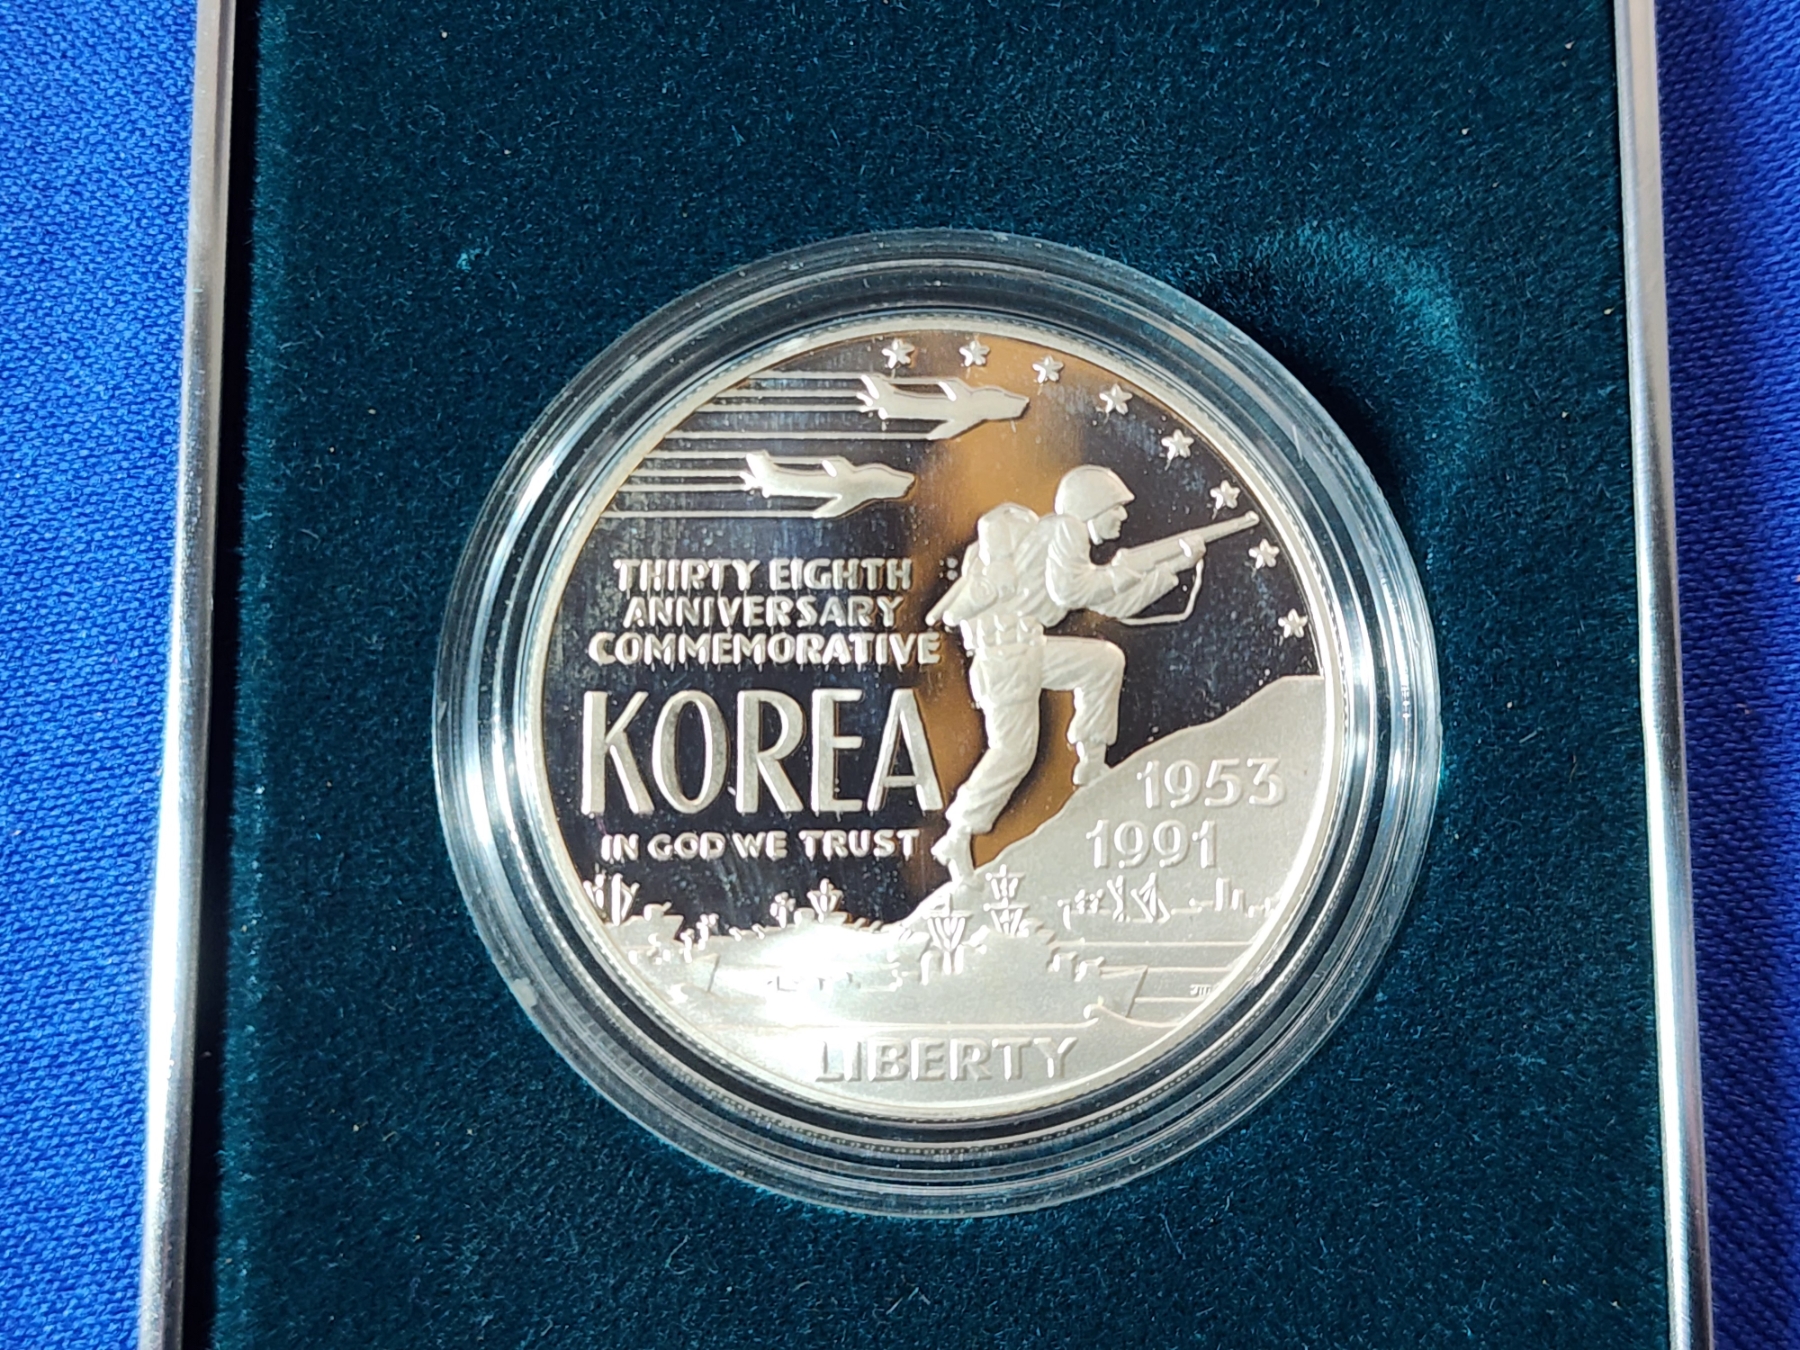 THIRTY EIGHTH
ANNIVERSARY
COMMEMORATIVE
KOREA
IN GOD WE TRUST
1953
1991
LIBERTY